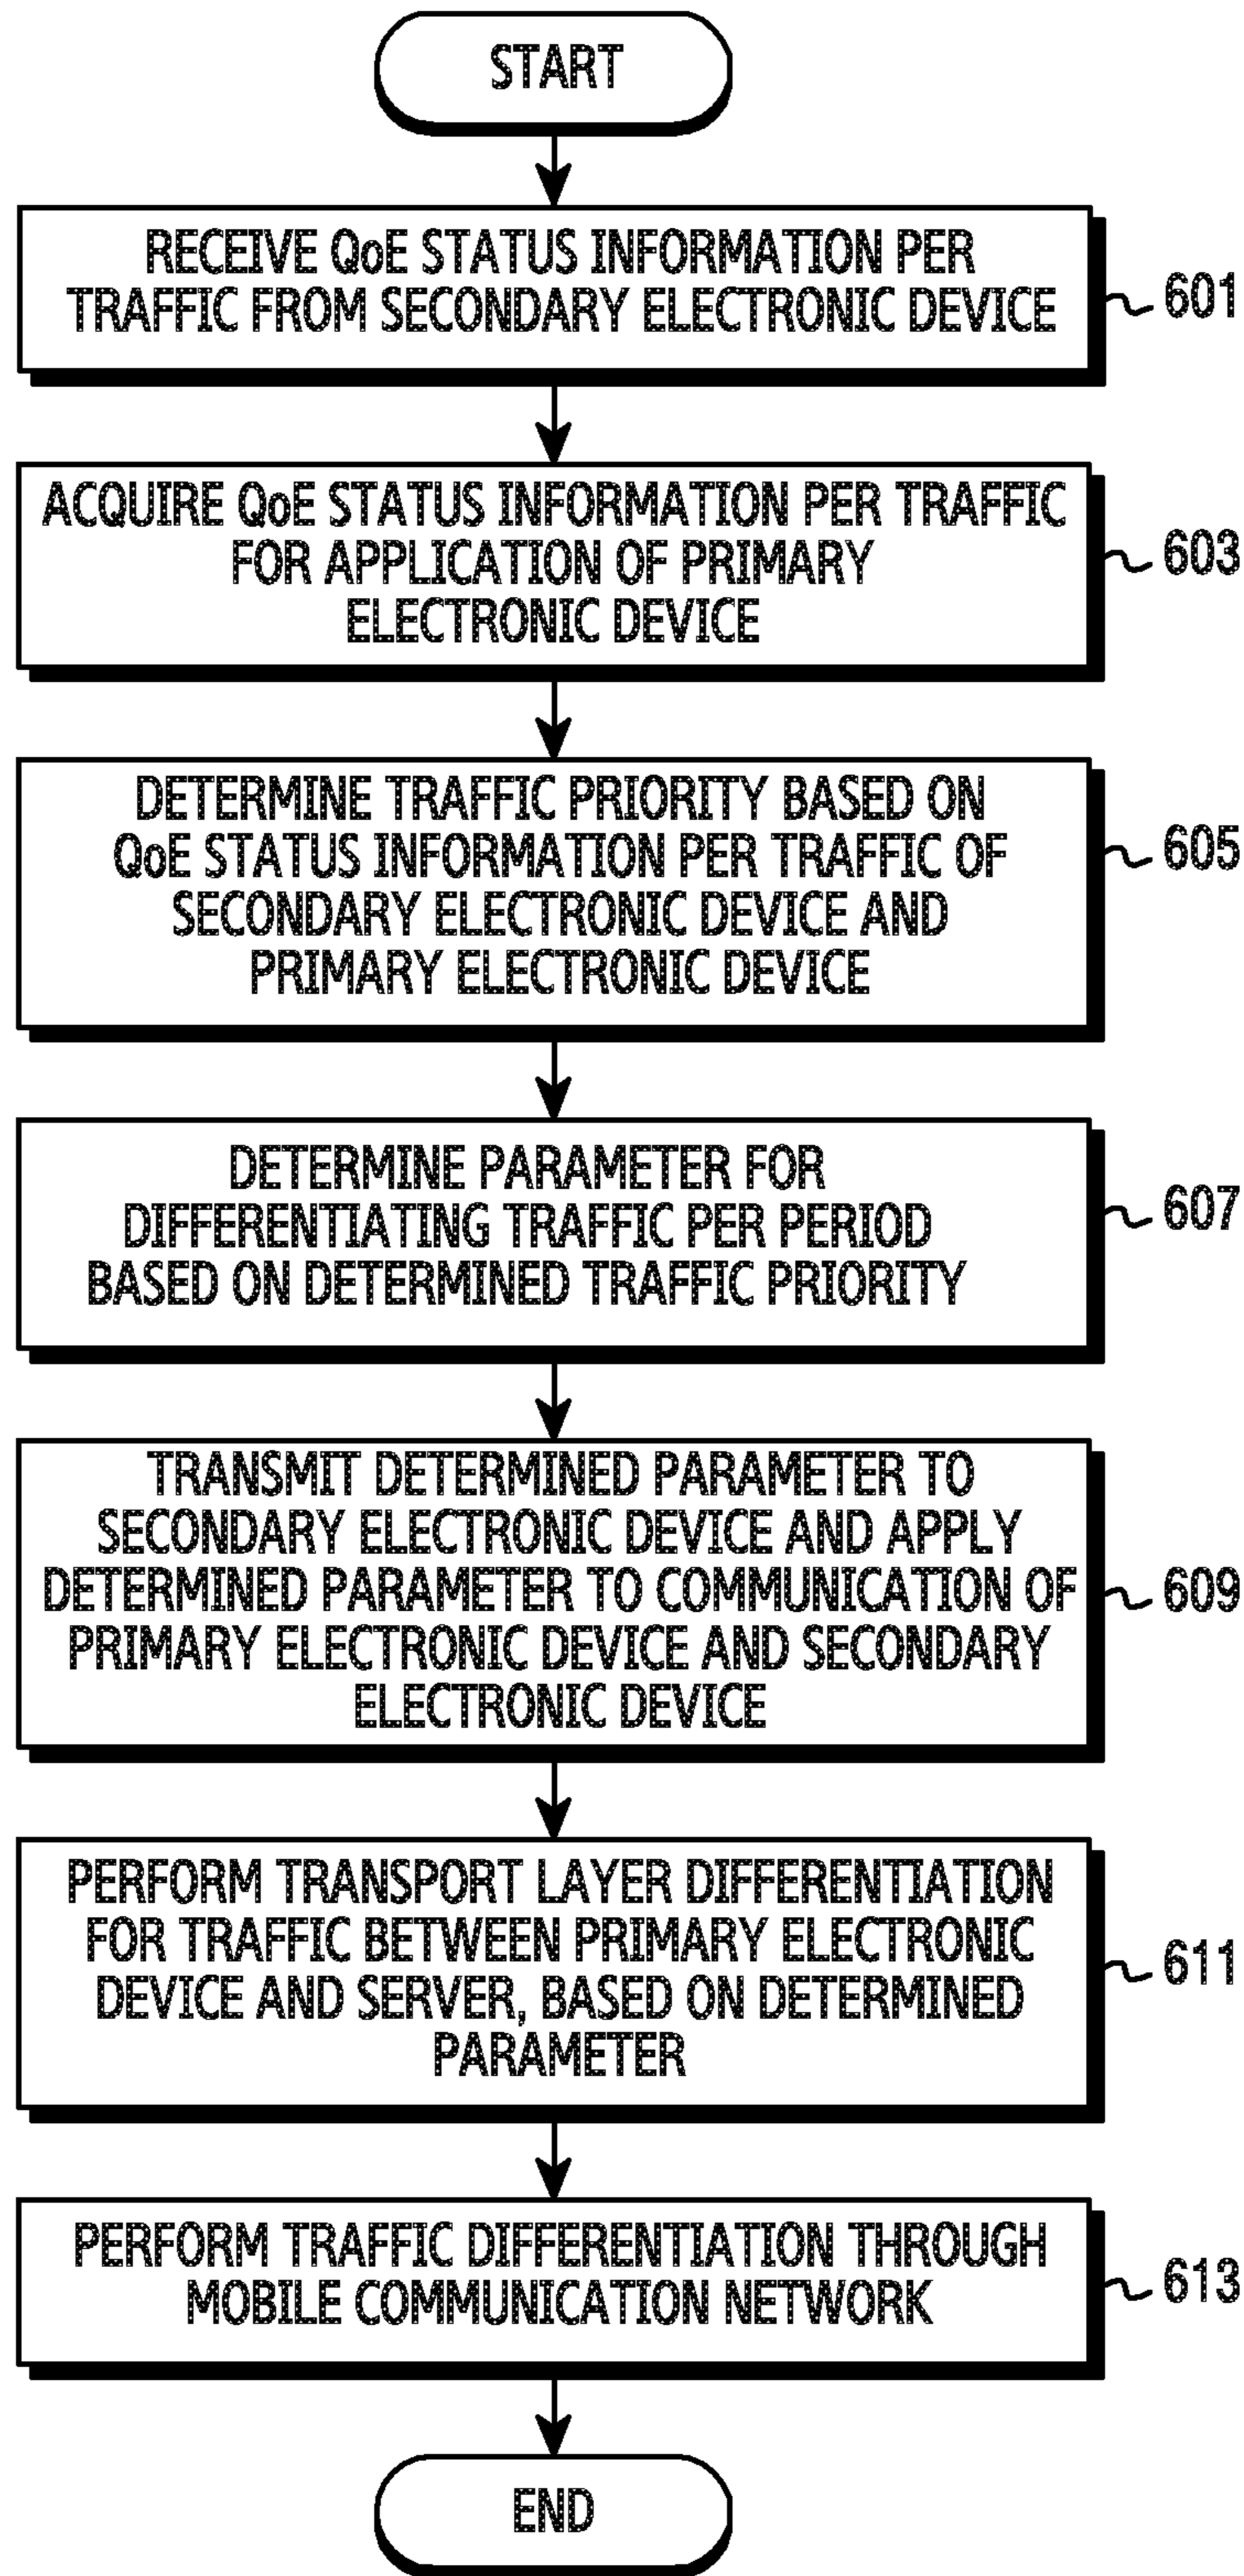 START
RECEIVE QoE STATUS INFORMATION PER
TRAFFIC FROM SECONDARY ELECTRONIC DEVICE
601
ACQUIRE QoE STATUS INFORMATION PER TRAFFIC
FOR APPLICATION OF PRIMARY
ELECTRONIC DEVICE
603
DETERMINE TRAFFIC PRIORITY BASED ON
QoE STATUS INFORMATION PER TRAFFIC OF
SECONDARY ELECTRONIC DEVICE AND
PRIMARY ELECTRONIC DEVICE
605
DETERMINE PARAMETER FOR
DIFFERENTIATING TRAFFIC PER PERIOD
BASED ON DETERMINED TRAFFIC PRIORITY
607
TRANSMIT DETERMINED PARAMETER TO
SECONDARY ELECTRONIC DEVICE AND APPLY
DETERMINED PARAMETER TO COMMUNICATION OF
PRIMARY ELECTRONIC DEVICE AND SECONDARY
ELECTRONIC DEVICE
609
PERFORM TRANSPORT LAYER DIFFERENTIATION
FOR TRAFFIC BETWEEN PRIMARY ELECTRONIC
DEVICE AND SERVER, BASED ON DETERMINED
PARAMETER
611
PERFORM TRAFFIC DIFFERENTIATION THROUGH
MOBILE COMMUNICATION NETWORK
613
END